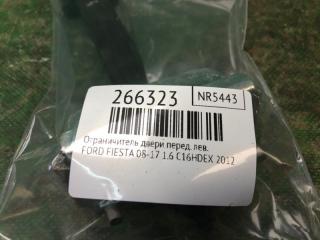 266323 NR5443
Ограничитель двери перед. лев.
FORD FIESTA 08-17 1.6 C16HDEX 2012